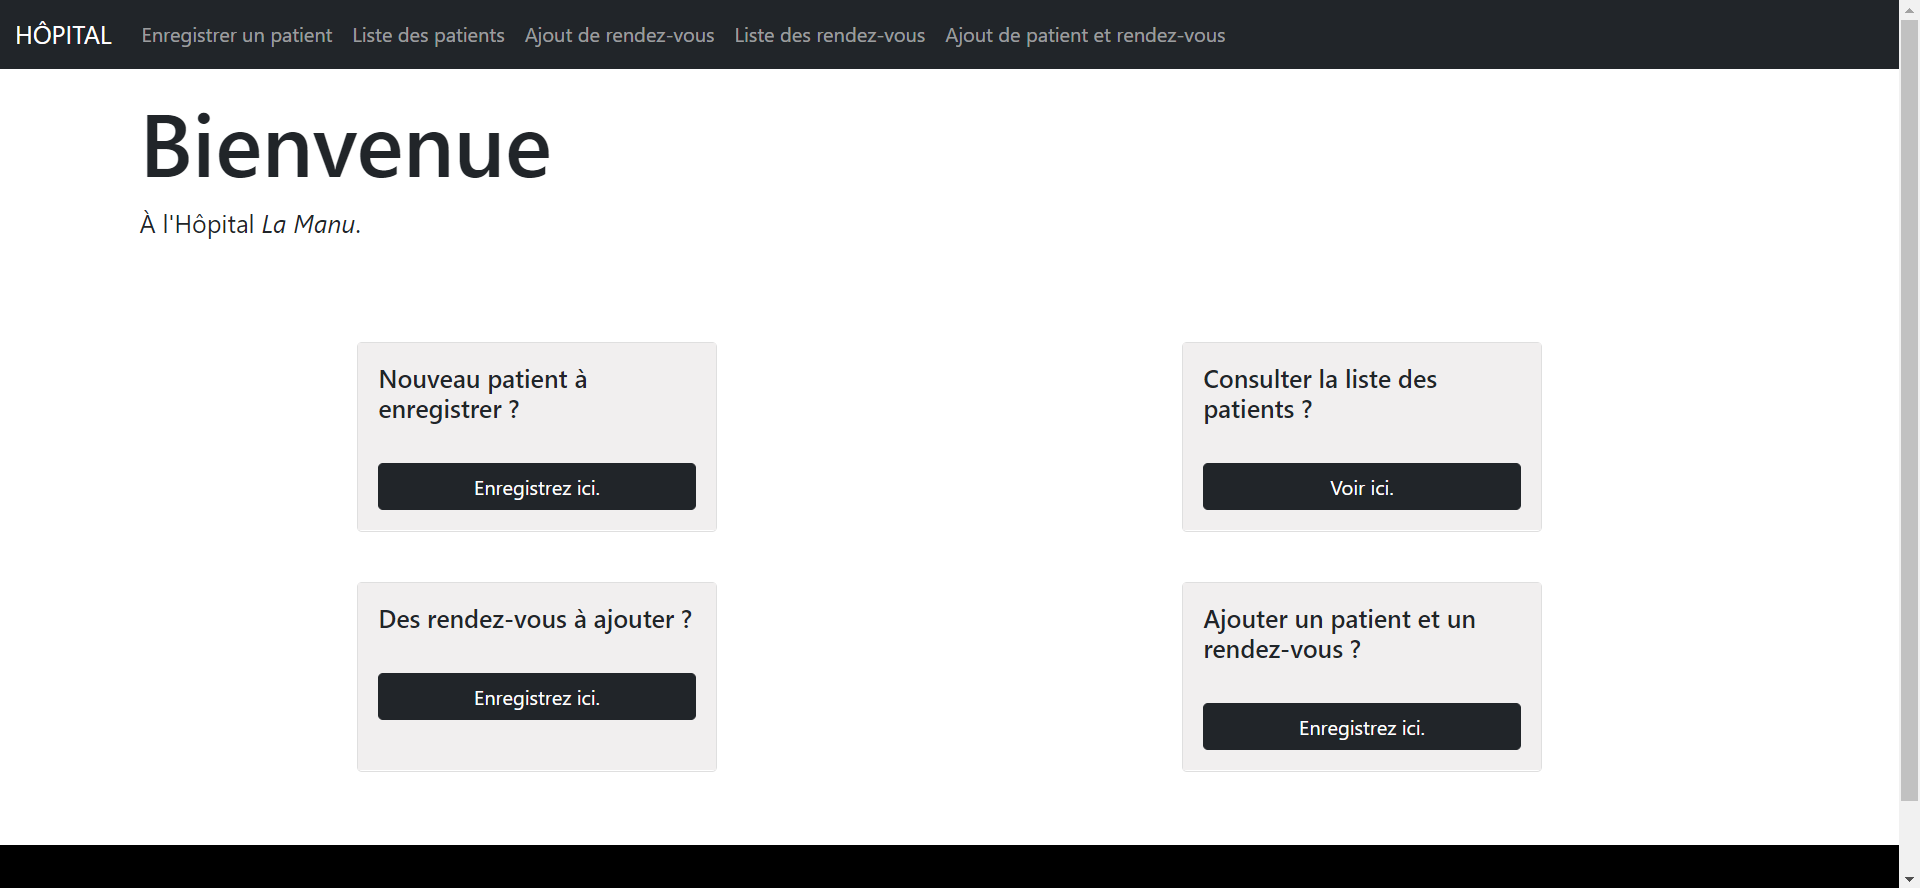 HÔPITAL Enregistrer un patient Liste des patients Ajout de rendez-vous Liste des rendez-vous Ajout de patient et rendez-vous
Bienvenue
À l'Hôpital La Manu.
Nouveau patient à
enregistrer ?
Enregistrez ici.
Consulter la liste des
patients ?
Voir ici.
Des rendez-vous à ajouter ?
Enregistrez ici.
Ajouter un patient et un
rendez-vous ?
Enregistrez ici.